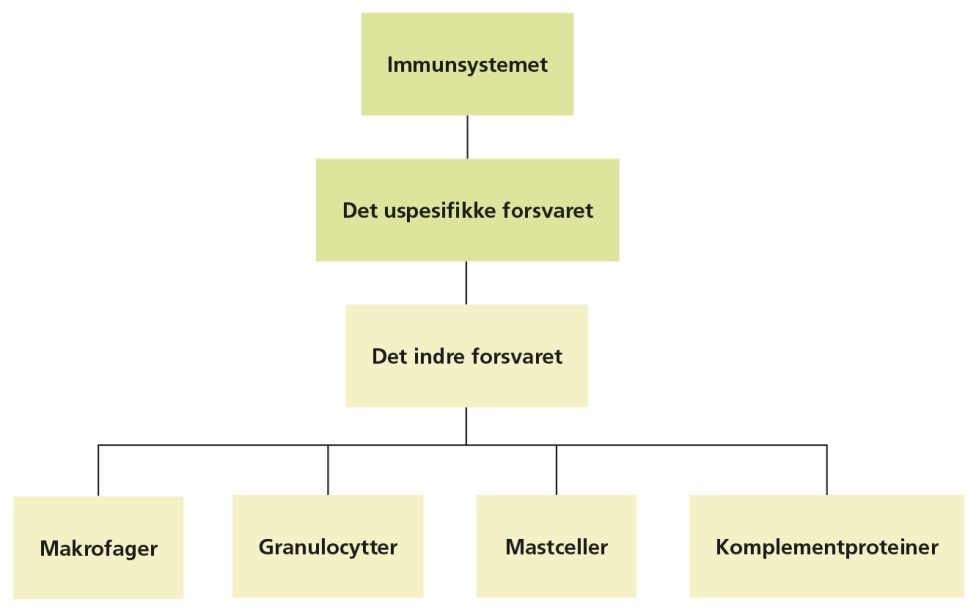 Immunsystemet
Det uspesifikke forsvaret
Det indre forsvaret
Makrofager
Granulocytter
Mastceller
Komplementproteiner